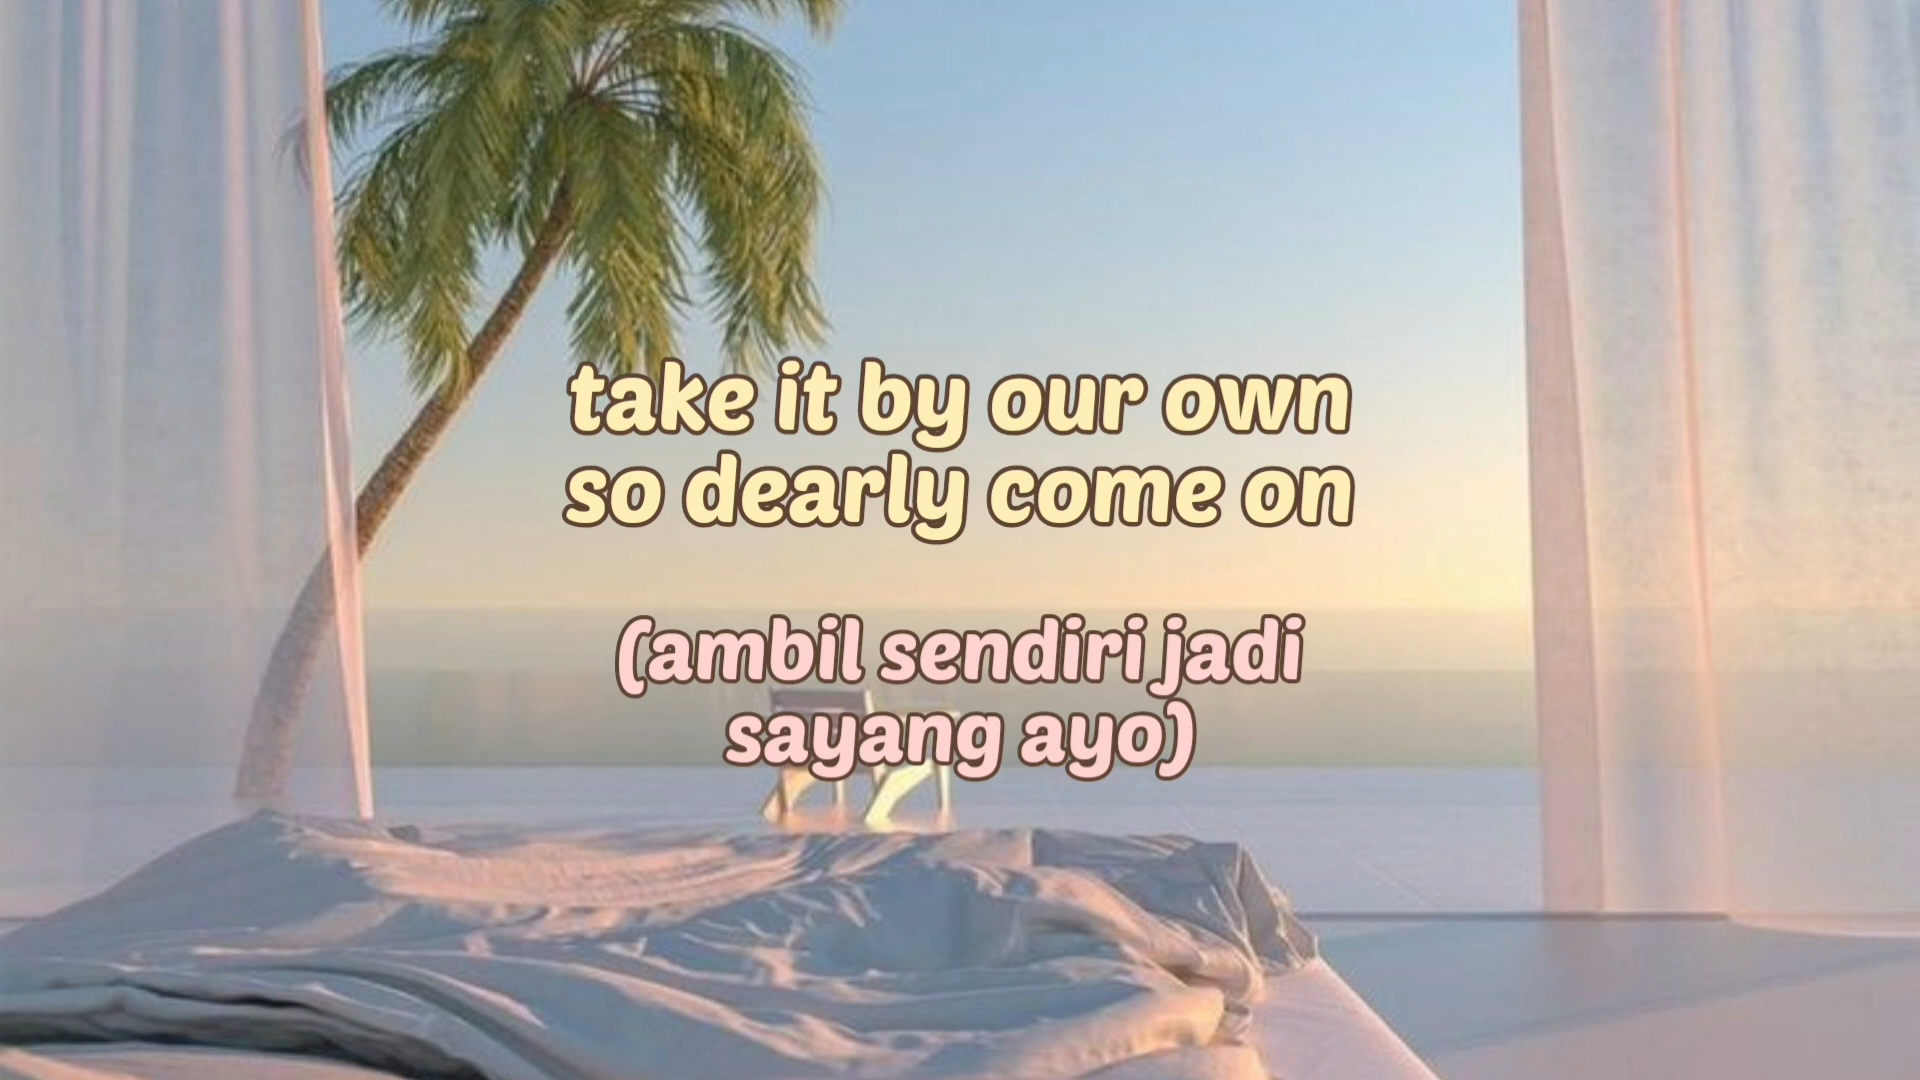 take it by our own
so dearly come on
(ambil sendiri jadi
sayang ayo)